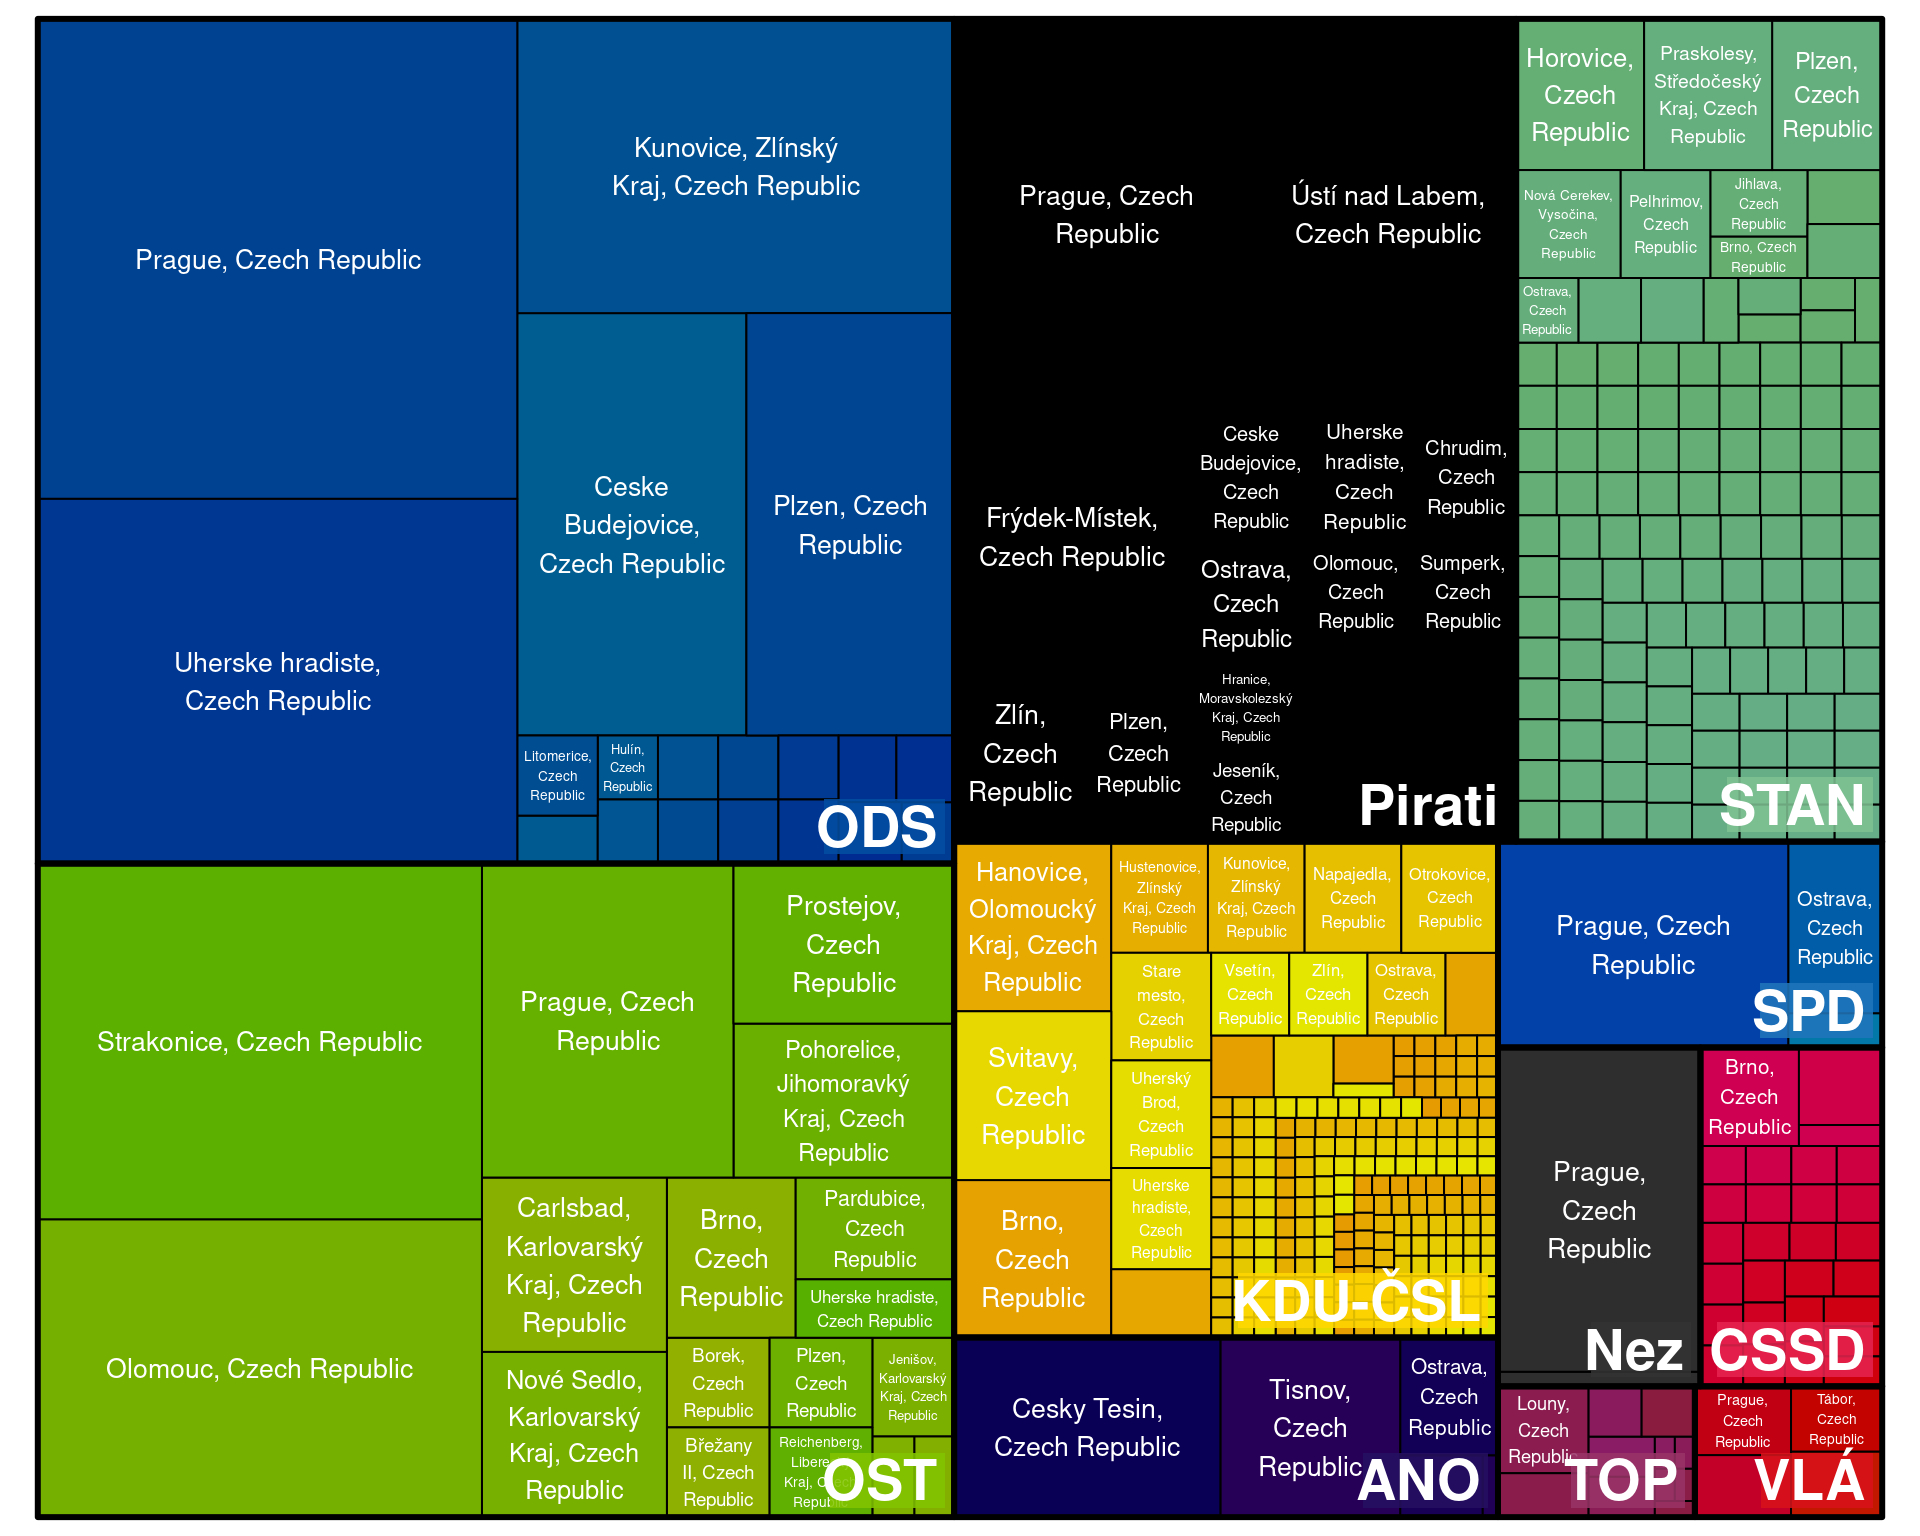 Prague, Czech Republic
Kunovice, Zlínský
Kraj, Czech Republic
Uherske hradiste,
Czech Republic
Ceske
Budejovice,
Czech Republic
Plzen, Czech
Republic
Litomerice,
Czech
Republic
Hulín,
Czech
Republic
ODS
Prague, Czech
Republic
Ústí nad Labem,
Czech Republic
Frýdek-Místek,
Czech Republic
Ceske
Budejovice,
Czech
Republic
Uherske
hradiste,
Czech
Republic
Chrudim,
Czech
Republic
Ostrava,
Czech
Republic
Olomouc,
Czech
Republic
Sumperk,
Czech
Republic
Zlín,
Czech
Republic
Plzen,
Czech
Republic
Hranice,
Moravskolezský
Kraj, Czech
Republic
Jeseník,
Czech
Republic
Pirati
Horovice,
Czech
Republic
Praskolesy,
Středočeský
Kraj, Czech
Republic
Plzen,
Czech
Republic
Nová Cerekev,
Vysočina,
Czech
Republic
Pelhrimov,
Czech
Republic
Jihlava,
Czech
Republic
Brno, Czech
Republic
Ostrava,
Czech
Republic
STAN
Strakonice, Czech Republic
Olomouc, Czech Republic
Prague, Czech
Republic
Prostejov,
Czech
Republic
Pohorelice,
Jihomoravký
Kraj, Czech
Republic
Carlsbad,
Karlovarský
Kraj, Czech
Republic
Brno,
Czech
Republic
Pardubice,
Czech
Republic
Uherske hradiste,
Czech Republic
Nové Sedlo,
Karlovarský
Kraj, Czech
Republic
Borek,
Czech
Republic
Plzen,
Czech
Republic
Jenišov,
Karlovarský
Kraj, Czech
Republic
Břežany
II, Czech
Republic
Reichenberg,
Kraj,
OST
Hanovice,
Olomoucký
Kraj, Czech
Republic
Hustenovice,
Zlínský
Kraj, Czech
Republic
Kunovice,
Zlínský
Kraj, Czech
Republic
Napajedla,
Czech
Republic
Otrokovice,
Czech
Republic
Svitavy,
Czech
Republic
Stare
mesto,
Czech
Republic
Vsetín,
Czech
Republic
Zlín,
Czech
Republic
Ostrava,
Czech
Republic
Uherský
Brod,
Czech
Republic
Brno,
Czech
Republic
Uherske
hradiste,
Czech
Republic
KDU-ČSL
Cesky Tesin,
Czech Republic
Tisnov,
Czech
Republic
Ostrava,
Czech
Republic
ANO
Prague, Czech
Republic
Ostrava,
Czech
Republic
SPD
Prague,
Czech
Republic
Nez
Brno,
Czech
Republic
CSSD
Louny,
Czech
Republic
TOP
Prague,
Czech
Republic
Tábor,
Czech
Republic
VLÁ